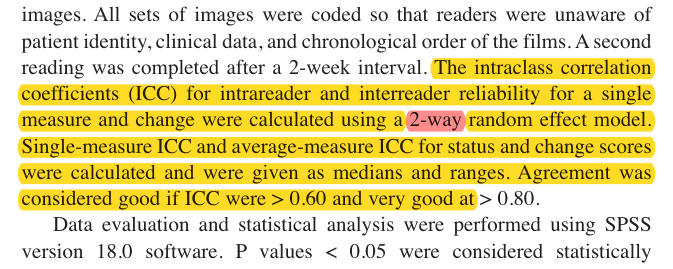 images. All sets of images were coded so that readers were unaware of
patient identity, clinical data, and chronological order of the films. A second
reading was completed after a 2-week interval. The intraclass correlation
coefficients (ICC) for intrareader and interreader reliability for a single
measure and change were calculated using a 2-way random effect model.
Single-measure ICC and average-measure ICC for status and change scores
were calculated and were given as medians and ranges. Agreement was
considered good if ICC were > 0.60 and very good at > 0.80.
Data evaluation and statistical analysis were performed using SPSS
version 18.0 software. P values < 0.05 were considered statistically